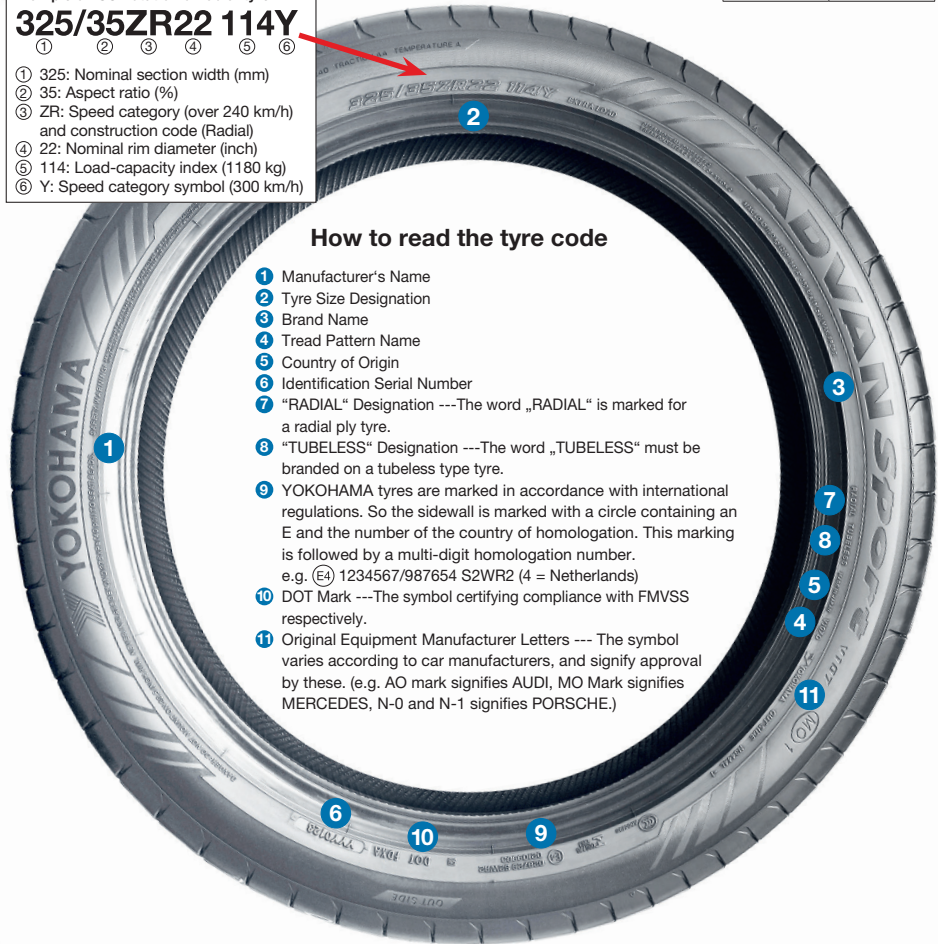 325/35ZR22 114Y
① ② ③ ④ ⑤ ⑥
① 325: Nominal section width (mm)
② 35: Aspect ratio (%)
③ ZR: Speed category (over 240 km/h)
and construction code (Radial)
④ 22: Nominal rim diameter (inch)
⑤ 114: Load-capacity index (1180 kg)
⑥ Y: Speed category symbol (300 km/h)
TEMPERATURE A
325/35ZR22 114Y
EXTRA LOAD
2
ADVAN SPORT V107
YOKOHAMA
1
3
7
8
5
4
11
MO 1
6
10
9
DOT
OUT SIDE
How to read the tyre code
1 Manufacturer‘s Name
2 Tyre Size Designation
3 Brand Name
4 Tread Pattern Name
5 Country of Origin
6 Identification Serial Number
7 “RADIAL“ Designation ---The word „RADIAL“ is marked for
a radial ply tyre.
8 “TUBELESS“ Designation ---The word „TUBELESS“ must be
branded on a tubeless type tyre.
9 YOKOHAMA tyres are marked in accordance with international
regulations. So the sidewall is marked with a circle containing an
E and the number of the country of homologation. This marking
is followed by a multi-digit homologation number.
e.g. E4 1234567/987654 S2WR2 (4 = Netherlands)
10 DOT Mark ---The symbol certifying compliance with FMVSS
respectively.
11 Original Equipment Manufacturer Letters --- The symbol
varies according to car manufacturers, and signify approval
by these. (e.g. AO mark signifies AUDI, MO Mark signifies
MERCEDES, N-0 and N-1 signifies PORSCHE.)